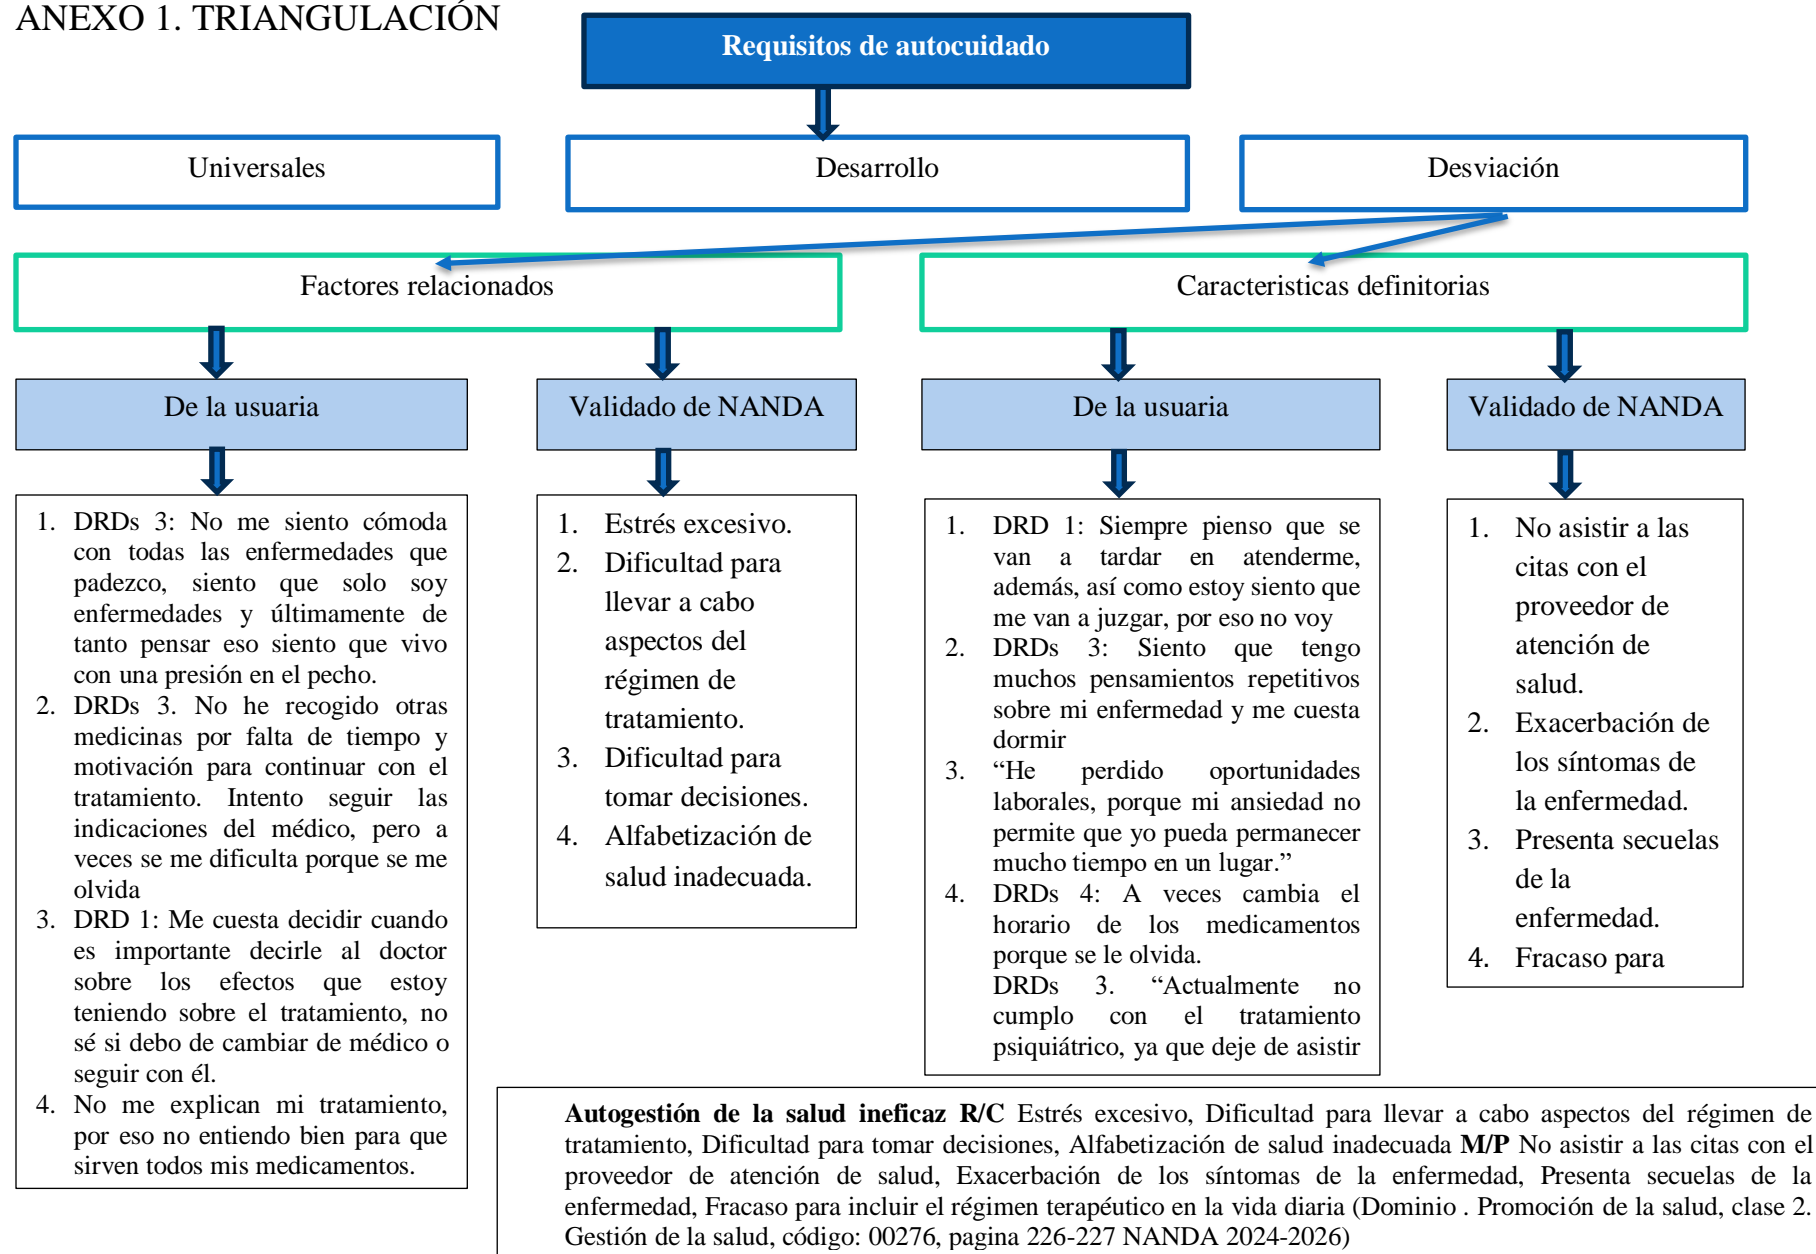 ANEXO 1. TRIANGULACIÓN
Requisitos de autocuidado
Universales
Desarrollo
Desviación
Factores relacionados
Caracteristicas definitorias
De la usuaria
Validado de NANDA
De la usuaria
Validado de NANDA
1. DRDs 3: No me siento cómoda
con todas las enfermedades que
padezco, siento que solo soy
enfermedades y últimamente de
tanto pensar eso siento que vivo
con una presión en el pecho.
2. DRDs 3. No he recogido otras
medicinas por falta de tiempo y
motivación para continuar con el
tratamiento. Intento seguir las
indicaciones del médico, pero a
veces se me dificulta porque se me
olvida
3. DRD 1: Me cuesta decidir cuando
es importante decirle al doctor
sobre los efectos que estoy
teniendo sobre el tratamiento, no
sé si debo de cambiar de médico o
seguir con él.
4. No me explican mi tratamiento,
por eso no entiendo bien para que
sirven todos mis medicamentos.
1. Estrés excesivo.
2. Dificultad para
llevar a cabo
aspectos del
régimen de
tratamiento.
3. Dificultad para
tomar decisiones.
4. Alfabetización de
salud inadecuada.
1. DRD 1: Siempre pienso que se
van a tardar en atenderme,
además, así como estoy siento que
me van a juzgar, por eso no voy
2. DRDs 3: Siento que tengo
muchos pensamientos repetitivos
sobre mi enfermedad y me cuesta
dormir
3. “He perdido oportunidades
laborales, porque mi ansiedad no
permite que yo pueda permanecer
mucho tiempo en un lugar.”
4. DRDs 4: A veces cambia el
horario de los medicamentos
porque se le olvida.
DRDs 3. “Actualmente no
cumplo con el tratamiento
psiquiátrico, ya que deje de asistir
1. No asistir a las
citas con el
proveedor de
atención de
salud.
2. Exacerbación de
los síntomas de
la enfermedad.
3. Presenta secuelas
de la
enfermedad.
4. Fracaso para
Autogestión de la salud ineficaz R/C Estrés excesivo, Dificultad para llevar a cabo aspectos del régimen de
tratamiento, Dificultad para tomar decisiones, Alfabetización de salud inadecuada M/P No asistir a las citas con el
proveedor de atención de salud, Exacerbación de los síntomas de la enfermedad, Presenta secuelas de la
enfermedad, Fracaso para incluir el régimen terapéutico en la vida diaria (Dominio . Promoción de la salud, clase 2.
Gestión de la salud, código: 00276, pagina 226-227 NANDA 2024-2026)